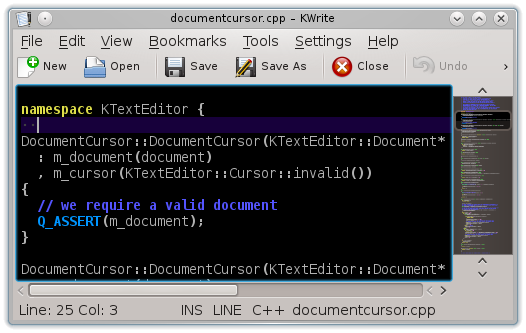 documentcursor.cpp – KWrite
File Edit View Bookmarks Tools Settings Help
New Open Save Save As Close Undo
namespace KTextEditor {
DocumentCursor::DocumentCursor(KTextEditor::Document*
: m_document(document)
, m_cursor(KTextEditor::Cursor::invalid())
{
// we require a valid document
Q_ASSERT(m_document);
}
DocumentCursor::DocumentCursor(KTextEditor::Document*
Line: 25 Col: 3 INS LINE C++ documentcursor.cpp